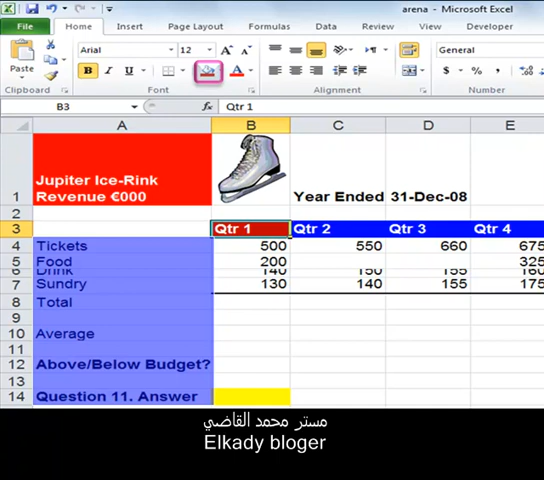 arena — Microsoft Excel
File Home Insert Page Layout Formulas Data Review Developer
Paste Arial 12 A A General
B I U A $ % ,
Clipboard Font Alignment Number
B3 fx Qtr 1
A B C D E
1 Jupiter Ice-Rink
Revenue €000 Year Ended 31-Dec-08
2
3 Qtr 1 Qtr 2 Qtr 3 Qtr 4
4 Tickets 500 550 660 675
5 Food 200 325
6 Drink 140 150 155 160
7 Sundry 130 140 155 175
8 Total
9
10 Average
11
12 Above/Below Budget?
13
14 Question 11. Answer
مستر محمد القاضي
Elkady bloger